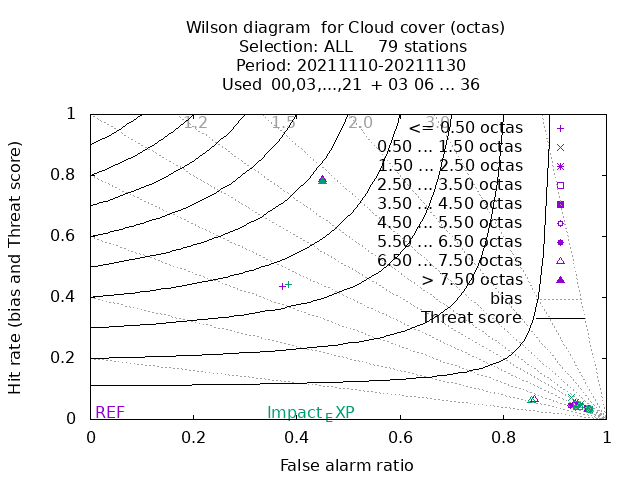 Wilson diagram  for Cloud cover (octas)
Selection: ALL     79 stations
Period: 20211110-20211130
Used  00,03,...,21  + 03 06 ... 36
Hit rate (bias and Threat score)
1
0.8
0.6
0.4
0.2
0
1.2 1.5 2.0 3.0
<= 0.50 octas
0.50 ... 1.50 octas
1.50 ... 2.50 octas
2.50 ... 3.50 octas
3.50 ... 4.50 octas
4.50 ... 5.50 octas
5.50 ... 6.50 octas
6.50 ... 7.50 octas
> 7.50 octas
bias
Threat score
REF Impact_EXP
0 0.2 0.4 0.6 0.8 1
False alarm ratio